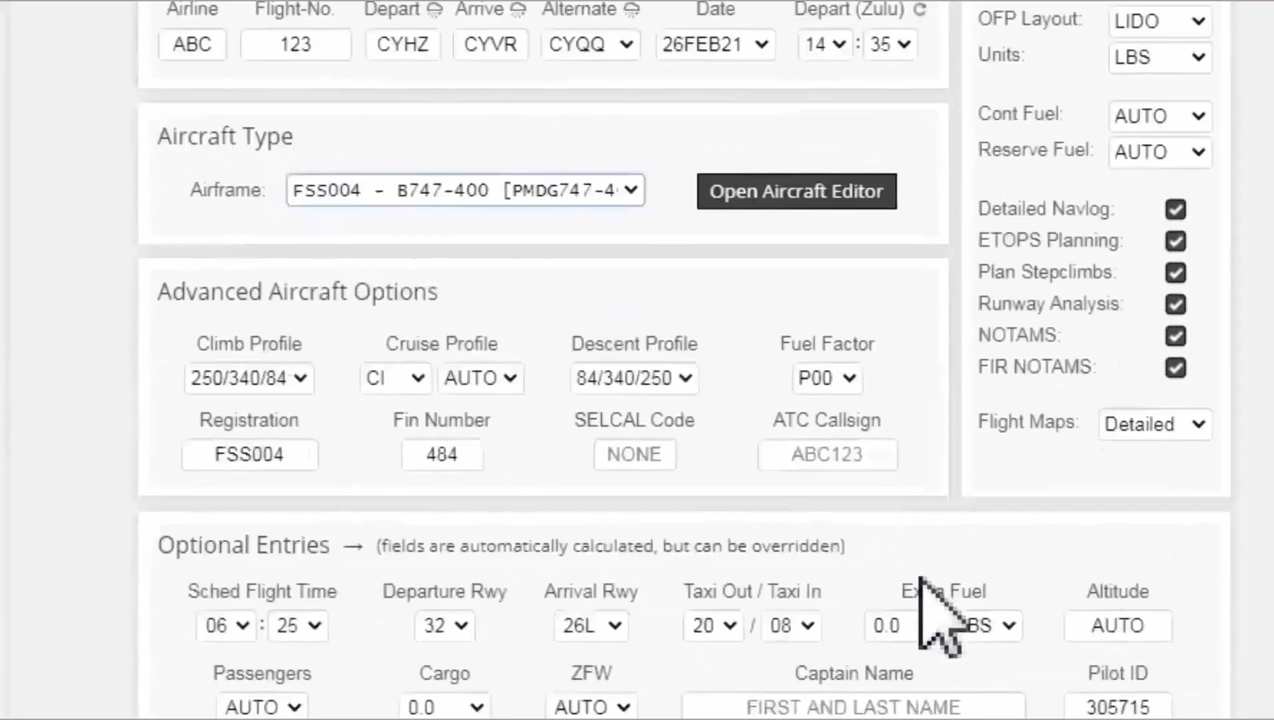 Airline Flight-No. Depart Arrive Alternate Date Depart (Zulu)
ABC 123 CYHZ CYVR CYQQ 26FEB21 14 : 35
Aircraft Type
Airframe: FSS004 - B747-400 [PMDG747-4 Open Aircraft Editor
Advanced Aircraft Options
Climb Profile Cruise Profile Descent Profile Fuel Factor
250/340/84 CI AUTO 84/340/250 P00
Registration Fin Number SELCAL Code ATC Callsign
FSS004 484 NONE ABC123
OFP Layout: LIDO
Units: LBS
Cont Fuel: AUTO
Reserve Fuel: AUTO
Detailed Navlog:
ETOPS Planning:
Plan Stepclimbs:
Runway Analysis:
NOTAMS:
FIR NOTAMS:
Flight Maps: Detailed
Optional Entries → (fields are automatically calculated, but can be overridden)
Sched Flight Time Departure Rwy Arrival Rwy Taxi Out / Taxi In Fuel Altitude
06 : 25 32 26L 20 / 08 0.0 BS AUTO
Passengers Cargo ZFW Captain Name Pilot ID
AUTO 0.0 AUTO FIRST AND LAST NAME 305715